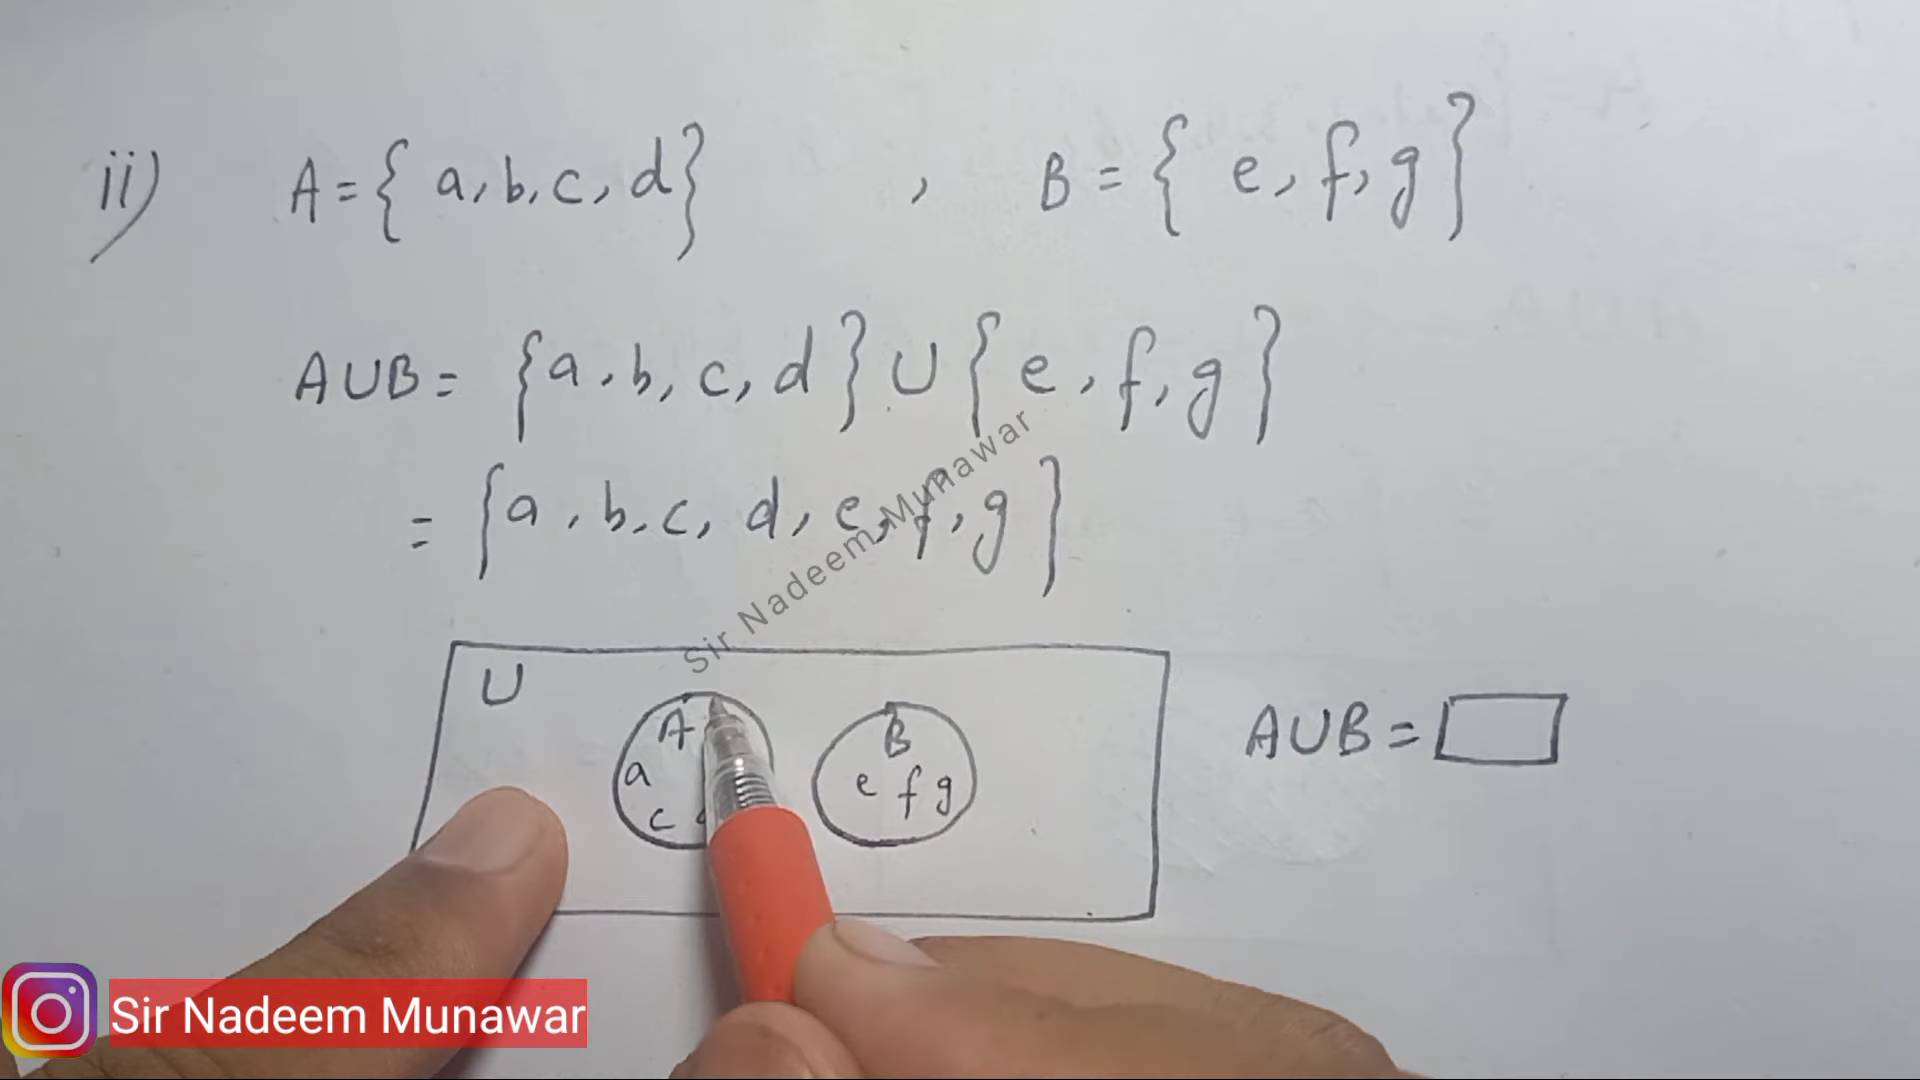 ii) A = { a, b, c, d } , B = { e, f, g }
A∪B = { a, b, c, d } ∪ { e, f, g }
= { a, b, c, d, e, f, g }
Sir Nadeem Munawar
U
A
B
a
e f g
c
A∪B =
Sir Nadeem Munawar